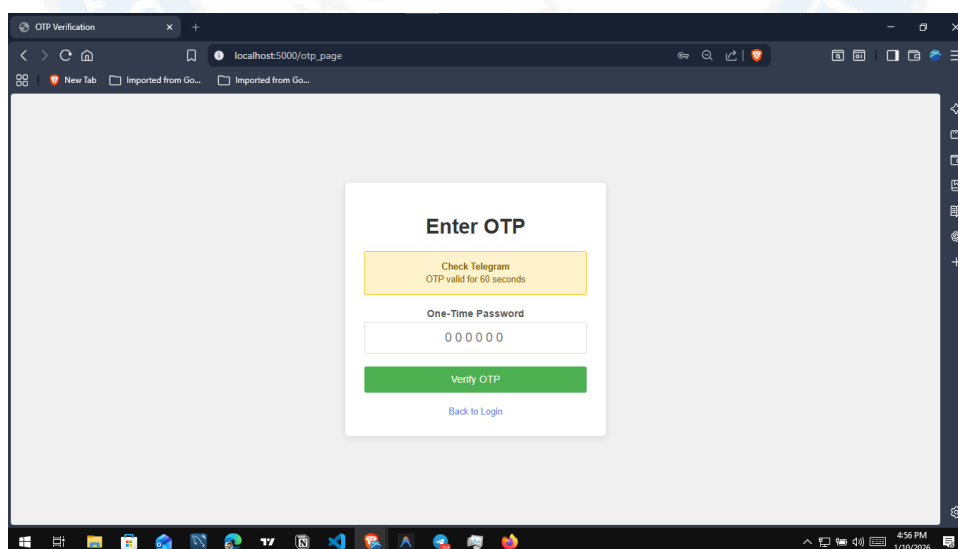 OTP Verification
localhost:5000/otp_page
New Tab
Imported from Go...
Imported from Go...
Enter OTP
Check Telegram
OTP valid for 60 seconds
One-Time Password
000000
Verify OTP
Back to Login
4:56 PM
1/10/2026